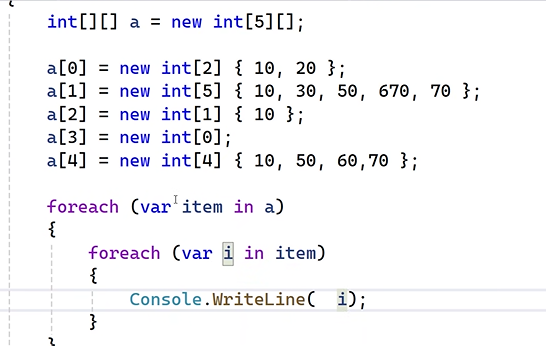 {
int[][] a = new int[5][];
a[0] = new int[2] { 10, 20 };
a[1] = new int[5] { 10, 30, 50, 670, 70 };
a[2] = new int[1] { 10 };
a[3] = new int[0];
a[4] = new int[4] { 10, 50, 60,70 };
foreach (var item in a)
{
foreach (var i in item)
{
Console.WriteLine(  i);
}
}